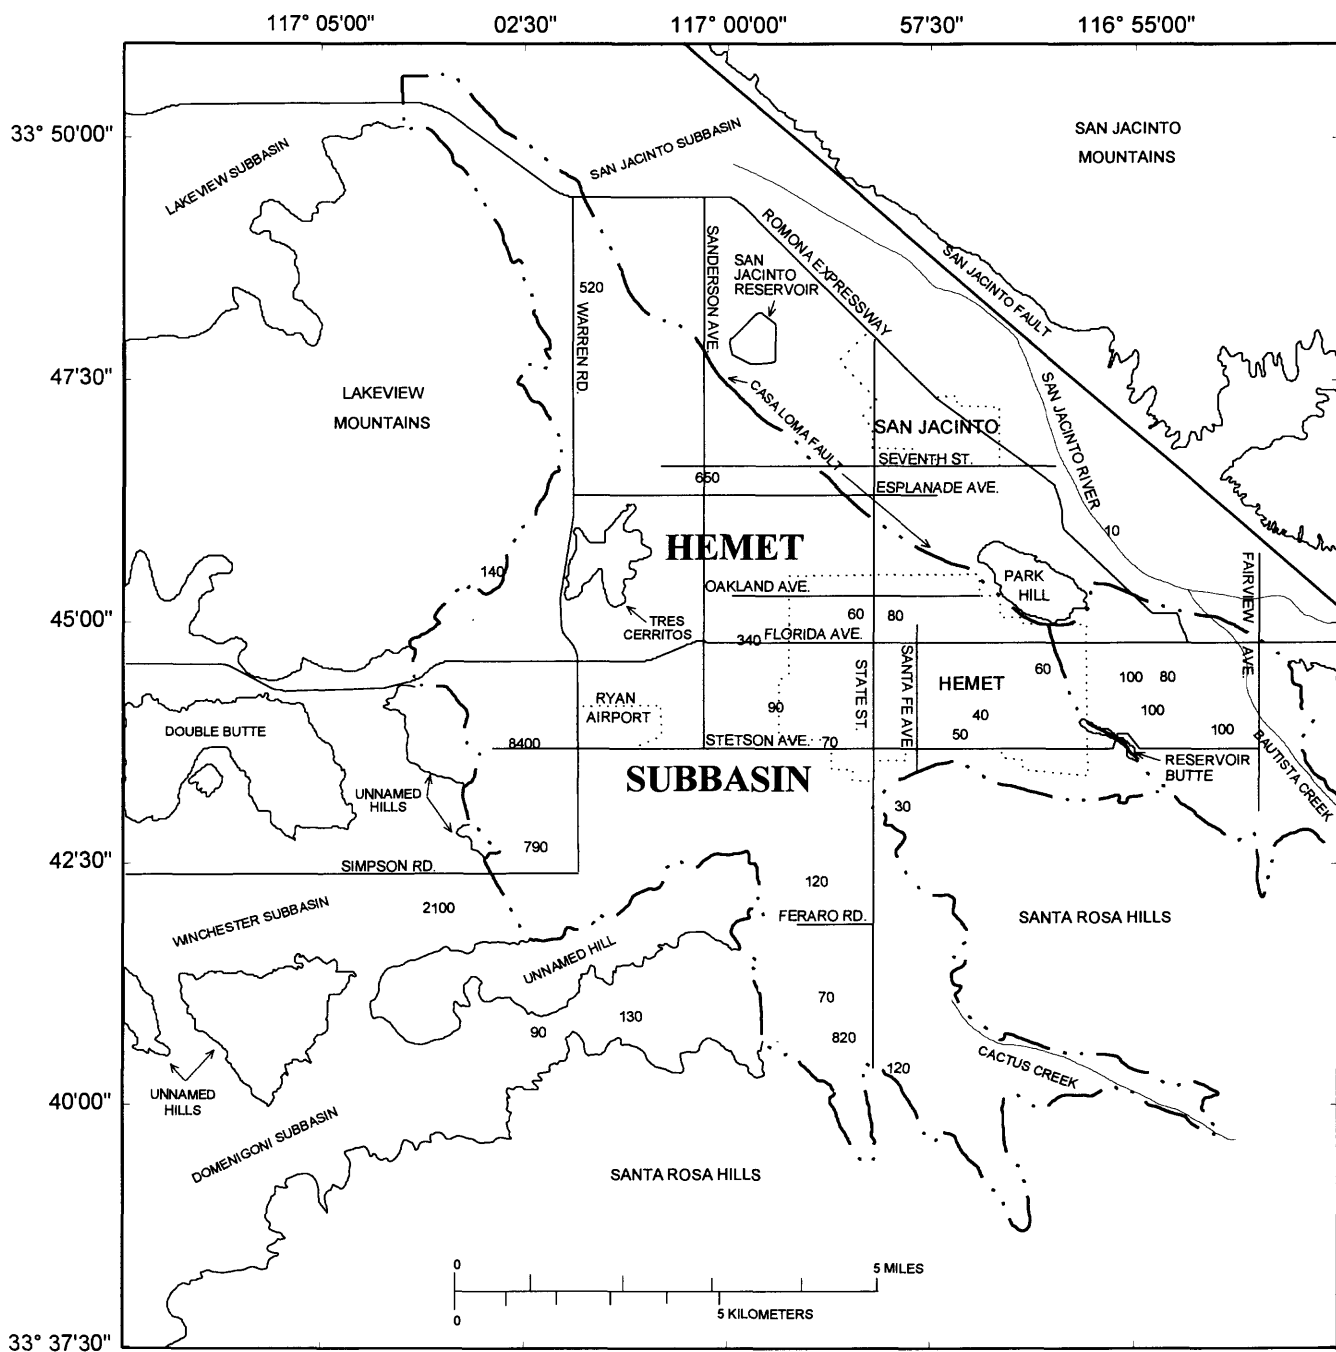 117° 05'00"
02'30"
117° 00'00"
57'30"
116° 55'00"
33° 50'00"
47'30"
45'00"
42'30"
40'00"
33° 37'30"
LAKEVIEW SUBBASIN
SAN JACINTO SUBBASIN
SAN JACINTO
MOUNTAINS
ROMONA EXPRESSWAY
SANDERSON AVE.
SAN
JACINTO
RESERVOIR
SAN JACINTO FAULT
520
WARREN RD.
LAKEVIEW
MOUNTAINS
CASA LOMA FAULT
SAN JACINTO RIVER
SAN JACINTO
SEVENTH ST.
650
ESPLANADE AVE.
10
HEMET
140
OAKLAND AVE.
PARK
HILL
FAIRVIEW
AVE.
TRES
CERRITOS
60
80
340
FLORIDA AVE.
STATE ST.
SANTA FE AVE
HEMET
60
100
80
RYAN
AIRPORT
90
40
100
100
50
DOUBLE BUTTE
8400
STETSON AVE.
70
SUBBASIN
RESERVOIR
BUTTE
BAUTISTA CREEK
UNNAMED
HILLS
30
790
SIMPSON RD.
120
2100
WINCHESTER SUBBASIN
FERARO RD.
SANTA ROSA HILLS
UNNAMED HILL
70
130
90
820
CACTUS CREEK
120
UNNAMED
HILLS
DOMENIGONI SUBBASIN
SANTA ROSA HILLS
0
5 MILES
0
5 KILOMETERS